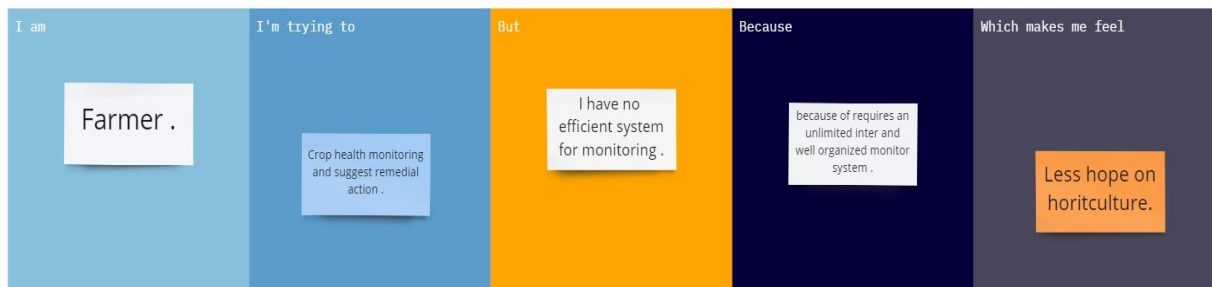 I am
Farmer .
I'm trying to
Crop health monitoring
and suggest remedial
action .
But
I have no
efficient system
for monitoring .
Because
because of requires an
unlimited inter and
well organized monitor
system .
Which makes me feel
Less hope on
horitculture.